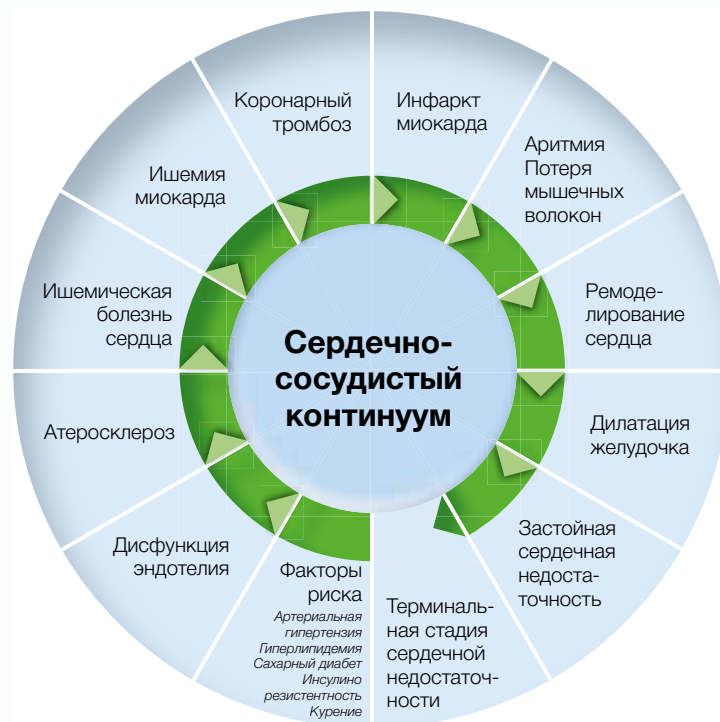 Сердечно-
сосудистый
континуум
Факторы
риска
Артериальная
гипертензия
Гиперлипидемия
Сахарный диабет
Инсулино
резистентность
Курение
Дисфункция
эндотелия
Атеросклероз
Ишемическая
болезнь
сердца
Ишемия
миокарда
Коронарный
тромбоз
Инфаркт
миокарда
Аритмия
Потеря
мышечных
волокон
Ремоде-
лирование
сердца
Дилатация
желудочка
Застойная
сердечная
недоста-
точность
Терминаль-
ная стадия
сердечной
недостаточ-
ности